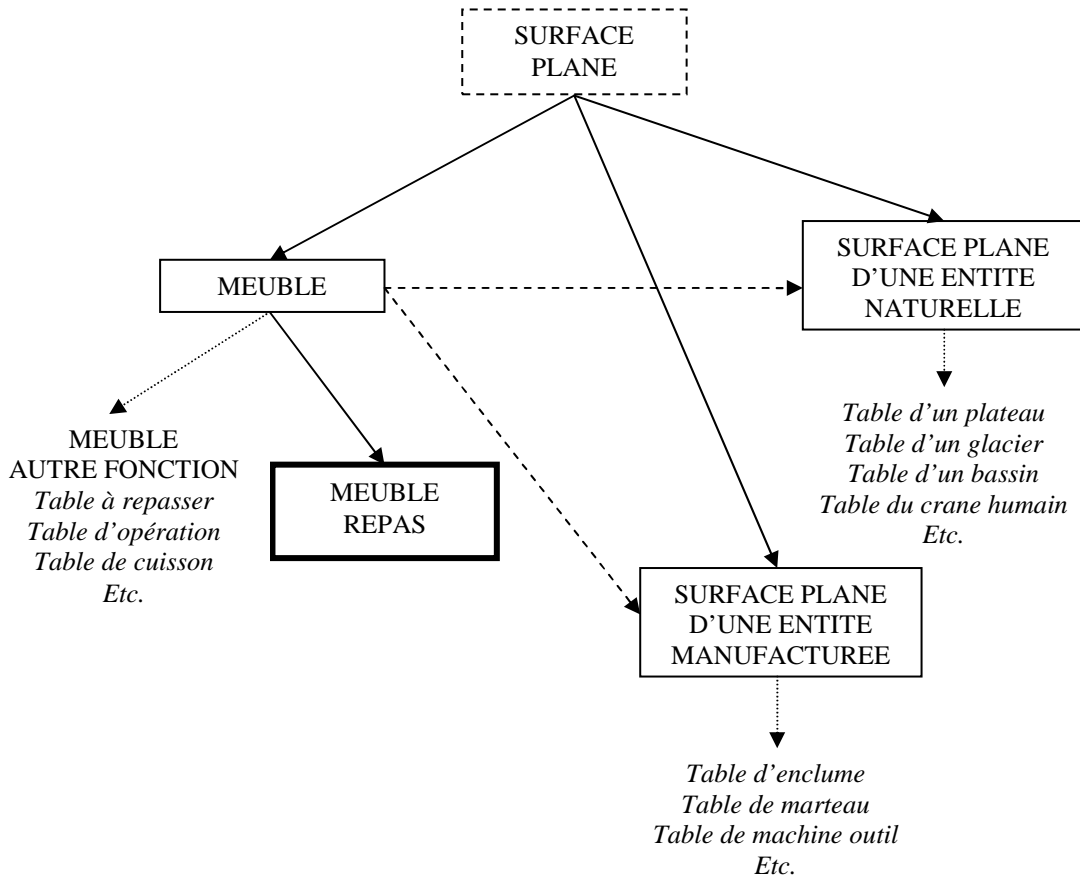 SURFACE
PLANE
MEUBLE
SURFACE PLANE
D’UNE ENTITE
NATURELLE
MEUBLE
AUTRE FONCTION
Table à repasser
Table d’opération
Table de cuisson
Etc.
MEUBLE
REPAS
Table d’un plateau
Table d’un glacier
Table d’un bassin
Table du crane humain
Etc.
SURFACE PLANE
D’UNE ENTITE
MANUFACTUREE
Table d’enclume
Table de marteau
Table de machine outil
Etc.